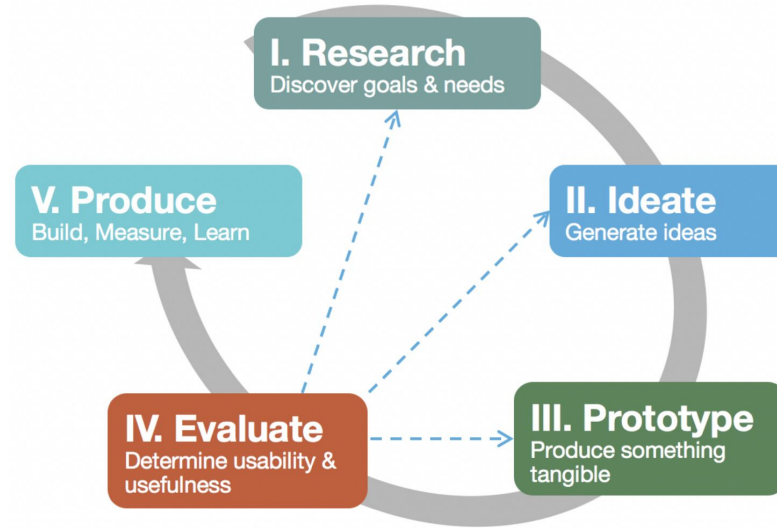 I. Research
Discover goals & needs
II. Ideate
Generate ideas
III. Prototype
Produce something
tangible
IV. Evaluate
Determine usability &
usefulness
V. Produce
Build, Measure, Learn